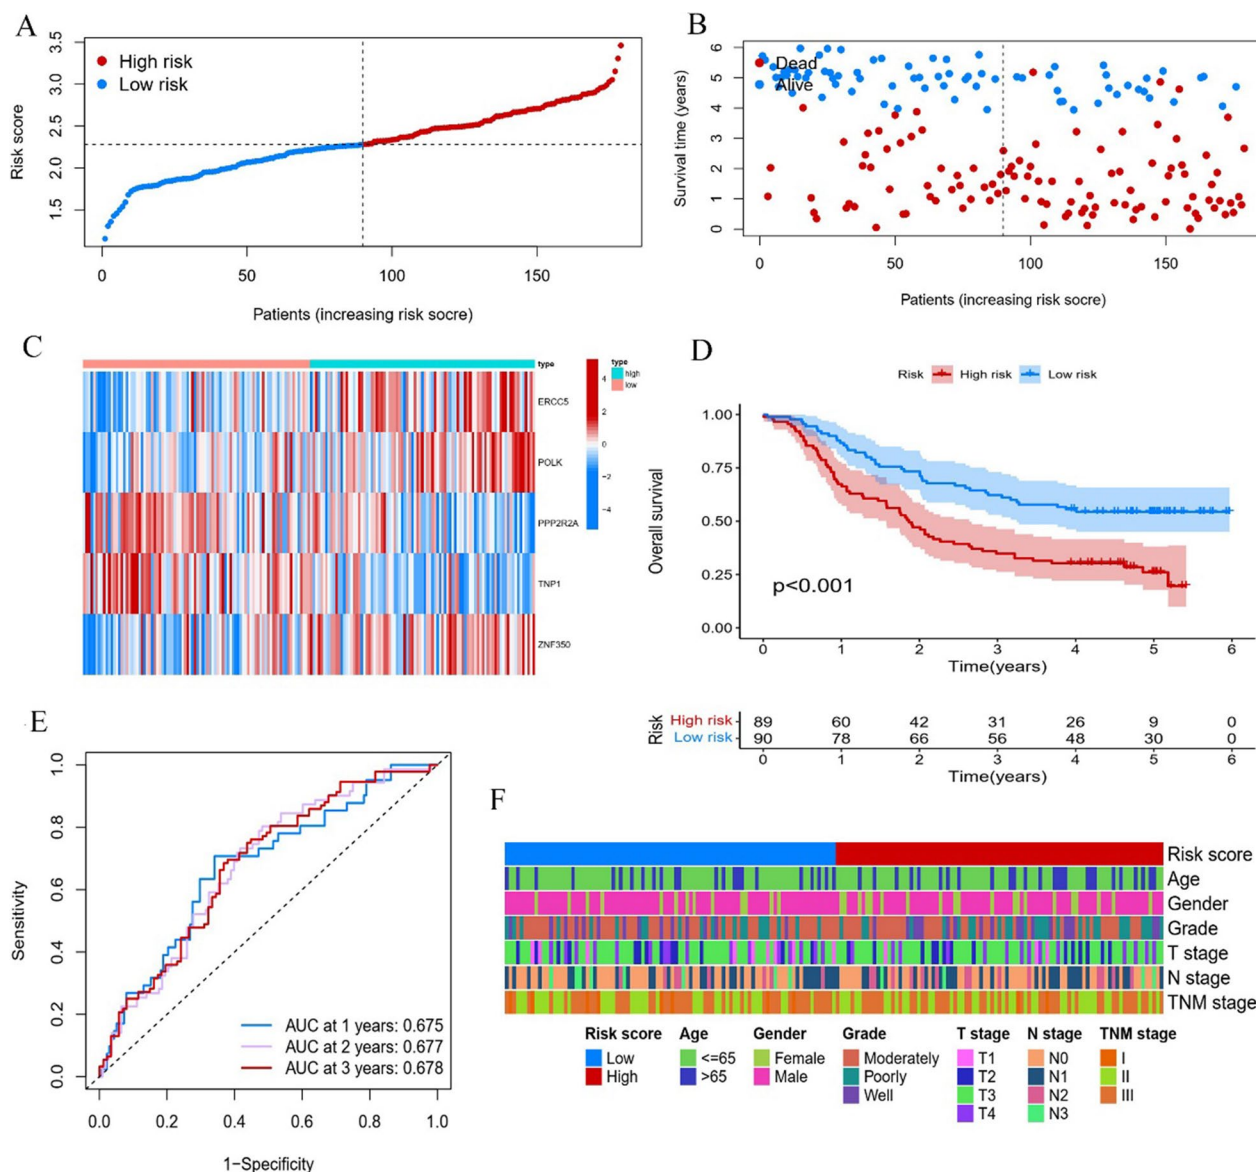 A
Risk score
3.5
3.0
2.5
2.0
1.5
High risk
Low risk
0
50
100
150
Patients (increasing risk socre)
B
Survival time (years)
6
5
4
3
2
1
0
Dead
Alive
0
50
100
150
Patients (increasing risk socre)
C
type
ERCC5
POLK
PPP2R2A
TNP1
ZNF350
4
2
0
−2
−4
type
high
low
D
Risk High risk Low risk
Overall survival
1.00
0.75
0.50
0.25
0.00
p<0.001
0 1 2 3 4 5 6
Time(years)
Risk
High risk 89 60 42 31 26 9 0
Low risk 90 78 66 56 48 30 0
0 1 2 3 4 5 6
Time(years)
E
Sensitivity
1.0
0.8
0.6
0.4
0.2
0.0
AUC at 1 years: 0.675
AUC at 2 years: 0.677
AUC at 3 years: 0.678
0.0 0.2 0.4 0.6 0.8 1.0
1−Specificity
F
Risk score
Age
Gender
Grade
T stage
N stage
TNM stage
Risk score
Low
High
Age
<=65
>65
Gender
Female
Male
Grade
Moderately
Poorly
Well
T stage
T1
T2
T3
T4
N stage
N0
N1
N2
N3
TNM stage
I
II
III